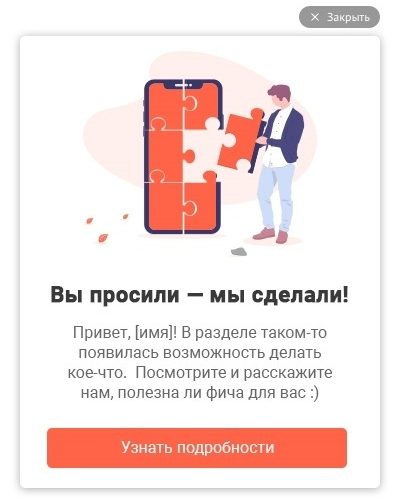 Закрыть
Вы просили — мы сделали!
Привет, [имя]! В разделе таком-то
появилась возможность делать
кое-что.  Посмотрите и расскажите
нам, полезна ли фича для вас :)
Узнать подробности